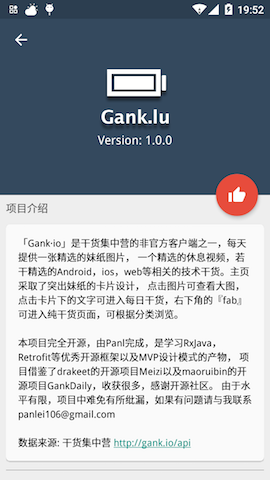 19:52
Gank.lu
Version: 1.0.0
项目介绍
「Gank·io」是干货集中营的非官方客户端之一，每天
提供一张精选的妹纸图片， 一个精选的休息视频，若
干精选的Android，ios，web等相关的技术干货。主页
采取了突出妹纸的卡片设计， 点击图片可查看大图，
点击卡片下的文字可进入每日干货，右下角的『fab』
可进入纯干货页面，可根据分类浏览。
本项目完全开源，由Panl完成，是学习RxJava，
Retrofit等优秀开源框架以及MVP设计模式的产物， 项
目借鉴了drakeet的开源项目Meizi以及maoruibin的开
源项目GankDaily，收获很多，感谢开源社区。 由于水
平有限，项目中难免有所纰漏，如果有问题请与我联系
panlei106@gmail.com
数据来源: 干货集中营 http://gank.io/api